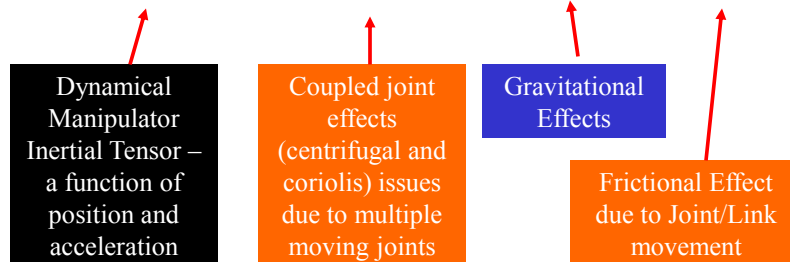 Dynamical
Manipulator
Inertial Tensor –
a function of
position and
acceleration
Coupled joint
effects
(centrifugal and
coriolis) issues
due to multiple
moving joints
Gravitational
Effects
Frictional Effect
due to Joint/Link
movement